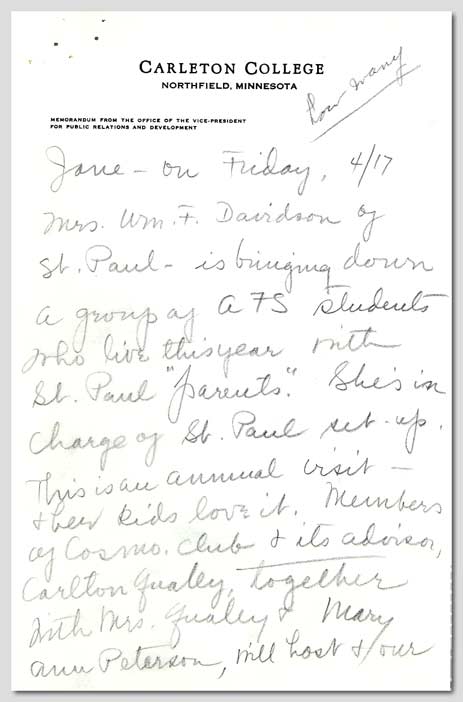 CARLETON COLLEGE
NORTHFIELD, MINNESOTA
How many
MEMORANDUM FROM THE OFFICE OF THE VICE-PRESIDENT
FOR PUBLIC RELATIONS AND DEVELOPMENT
Jane - on Friday, 4/17
Mrs. Wm. F. Davidson of
St. Paul - is bringing down
a group of AFS students
who live this year with
St. Paul "parents". She's in
charge of St. Paul set-up.
This is an annual visit -
& her kids love it. Members
of Cosmo. Club & its advisor,
Carlton Qualey, together
with Mrs. Qualey & Mary
Ann Peterson, will host &
our